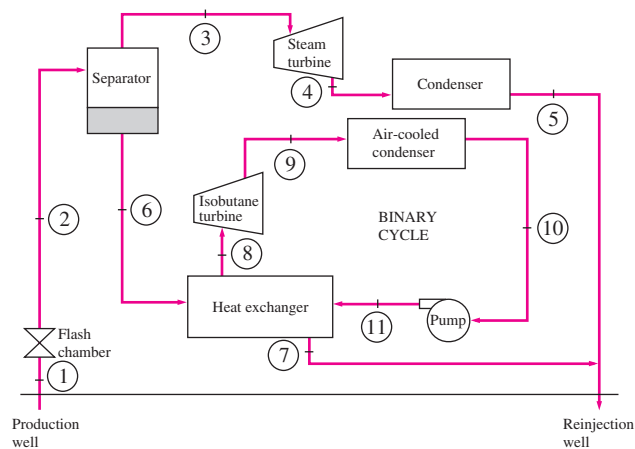 3
Steam
turbine
Separator
4
Condenser
5
9
Air-cooled
condenser
2
6
Isobutane
turbine
BINARY
CYCLE
10
8
Heat exchanger
11
Pump
Flash
chamber
7
1
Production
well
Reinjection
well